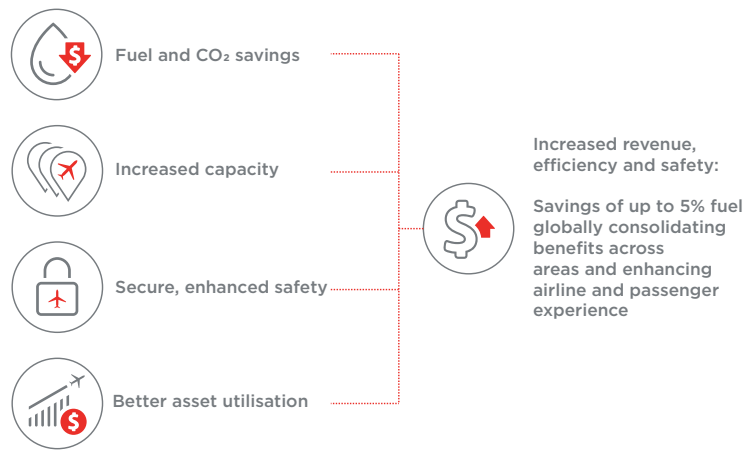 Fuel and CO₂ savings
Increased capacity
Secure, enhanced safety
Better asset utilisation
Increased revenue,
efficiency and safety:
Savings of up to 5% fuel
globally consolidating
benefits across
areas and enhancing
airline and passenger
experience